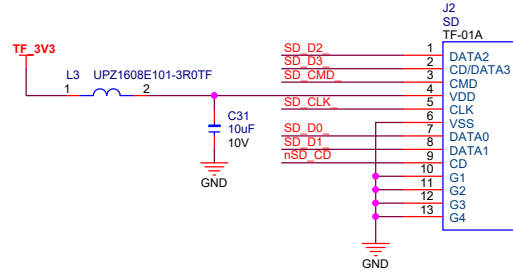 J2
SD
TF-01A
TF_3V3
L3 UPZ1608E101-3R0TF
1 2
C31
10uF
10V
GND
SD_D2_ 1 DATA2
SD_D3_ 2 CD/DATA3
SD_CMD_ 3 CMD
4 VDD
SD_CLK_ 5 CLK
6 VSS
SD_D0_ 7 DATA0
SD_D1_ 8 DATA1
nSD_CD 9 CD
10 G1
11 G2
12 G3
13 G4
GND